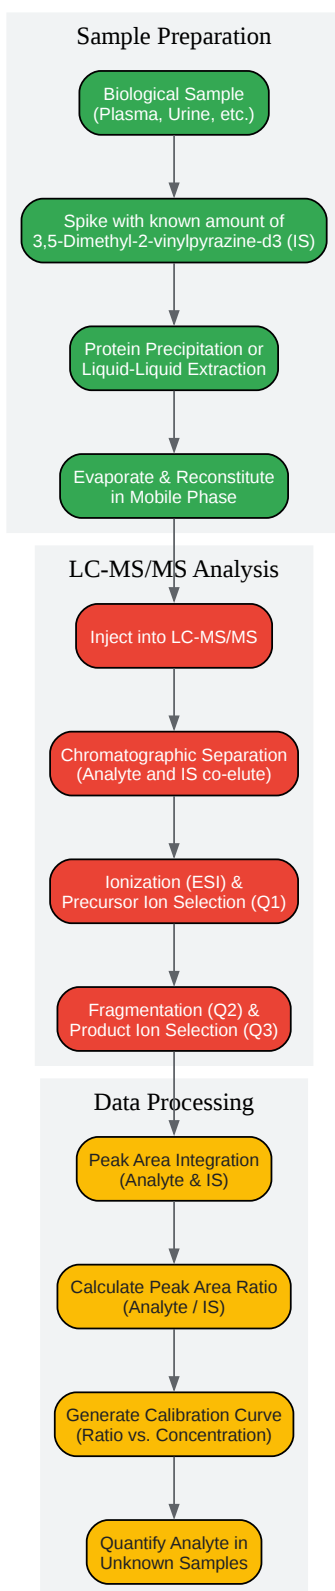 Sample Preparation
Biological Sample
(Plasma, Urine, etc.)
Spike with known amount of
3,5-Dimethyl-2-vinylpyrazine-d3 (IS)
Protein Precipitation or
Liquid-Liquid Extraction
Evaporate & Reconstitute
in Mobile Phase
LC-MS/MS Analysis
Inject into LC-MS/MS
Chromatographic Separation
(Analyte and IS co-elute)
Ionization (ESI) &
Precursor Ion Selection (Q1)
Fragmentation (Q2) &
Product Ion Selection (Q3)
Data Processing
Peak Area Integration
(Analyte & IS)
Calculate Peak Area Ratio
(Analyte / IS)
Generate Calibration Curve
(Ratio vs. Concentration)
Quantify Analyte in
Unknown Samples